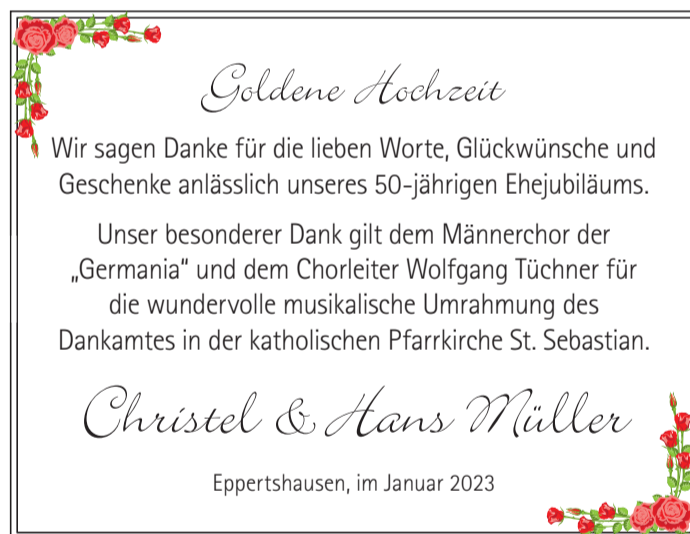 Goldene Hochzeit
Wir sagen Danke für die lieben Worte, Glückwünsche und
Geschenke anlässlich unseres 50-jährigen Ehejubiläums.
Unser besonderer Dank gilt dem Männerchor der
„Germania“ und dem Chorleiter Wolfgang Tüchner für
die wundervolle musikalische Umrahmung des
Dankamtes in der katholischen Pfarrkirche St. Sebastian.
Christel & Hans Müller
Eppertshausen, im Januar 2023